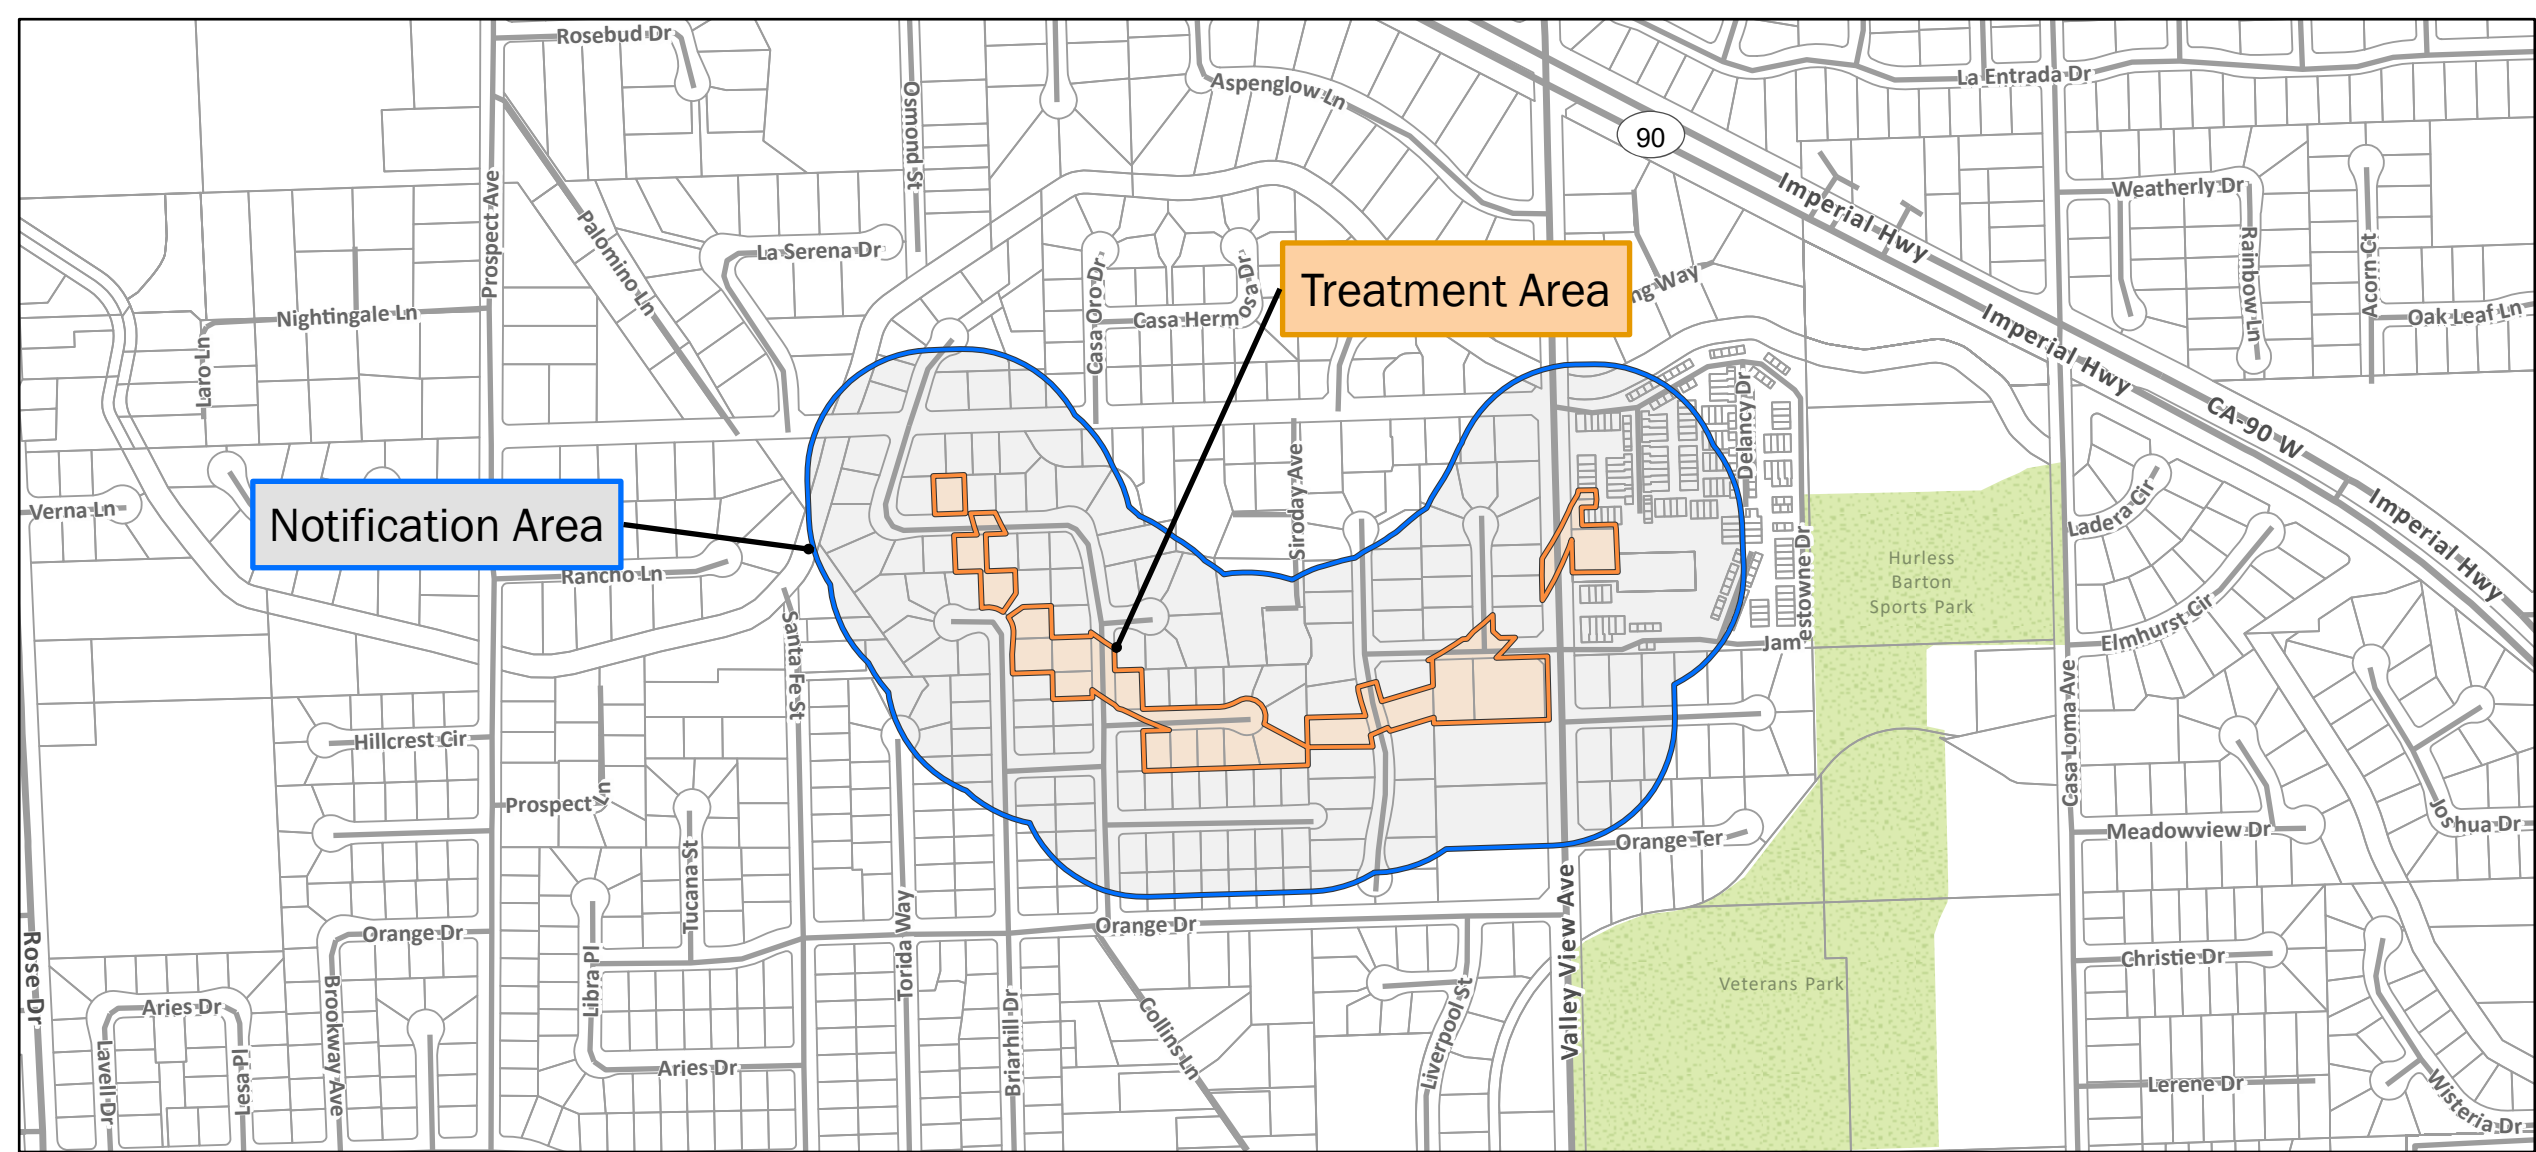 Rosebud Dr
Osmound St
Aspenglow Ln
La Entrada Dr
90
Imperial Hwy
Weatherly Dr
Prospect Ave
Palomino Ln
La Serena Dr
Casa Oro Dr
Casa Hermosa Dr
Treatment Area
ng Way
Rainbow Ln
Acorn Ct
Oak Leaf Ln
Nightingale Ln
Laro Ln
Imperial Hwy
CA-90 W
Imperial Hwy
Delancy Dr
Siroday Ave
Verna Ln
Notification Area
Rancho Ln
Ladera Cir
Hurless
Barton
Sports Park
Jamestowne Dr
Elmhurst Cir
Santa Fe St
Casa Loma Ave
Hillcrest Cir
Prospect Ln
Tucana St
Orange Ter
Meadowview Dr
Joshua Dr
Rose Dr
Orange Dr
Brookway Ave
Libra Pl
Torida Way
Orange Dr
Briarhill Dr
Collins Ln
Liverpool St
Valley View Ave
Veterans Park
Christie Dr
Aries Dr
Lavell Dr
Lesa Pl
Aries Dr
Lerene Dr
Wisteria Dr